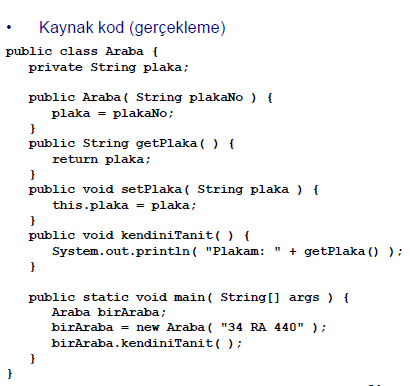 • Kaynak kod (gerçekleme)
public class Araba {
private String plaka;
public Araba( String plakaNo ) {
plaka = plakaNo;
}
public String getPlaka( ) {
return plaka;
}
public void setPlaka( String plaka ) {
this.plaka = plaka;
}
public void kendiniTanit( ) {
System.out.println( "Plakam: " + getPlaka() );
}
public static void main( String[] args ) {
Araba birAraba;
birAraba = new Araba( "34 RA 440" );
birAraba.kendiniTanit( );
}
}